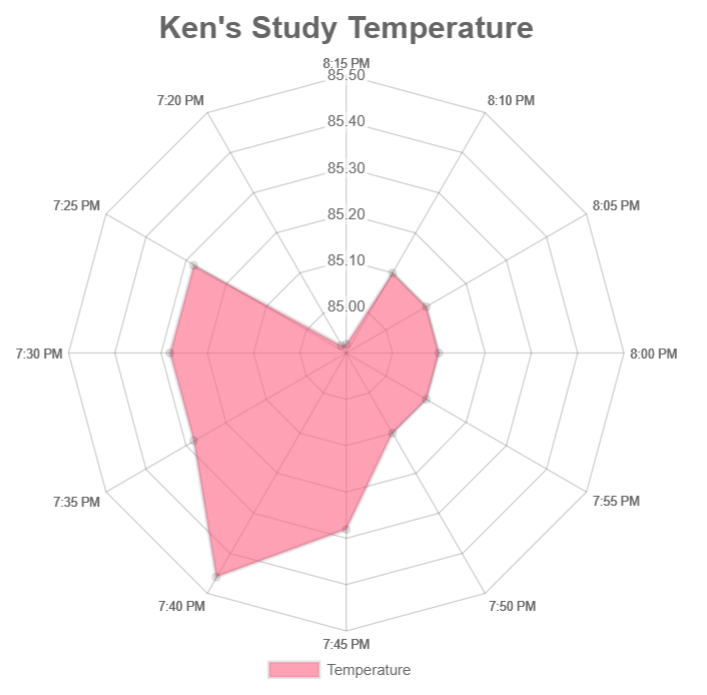 Ken's Study Temperature
8:15 PM
85.50
7:20 PM
8:10 PM
85.40
85.30
7:25 PM
8:05 PM
85.20
85.10
85.00
7:30 PM
8:00 PM
7:35 PM
7:55 PM
7:40 PM
7:50 PM
7:45 PM
Temperature